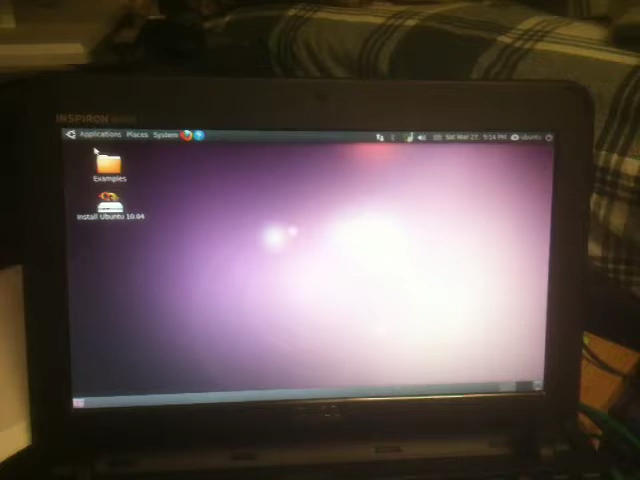 INSPIRON
Applications Places System Sat Mar 27, 5:14 PM ubuntu
Examples
Install Ubuntu 10.04